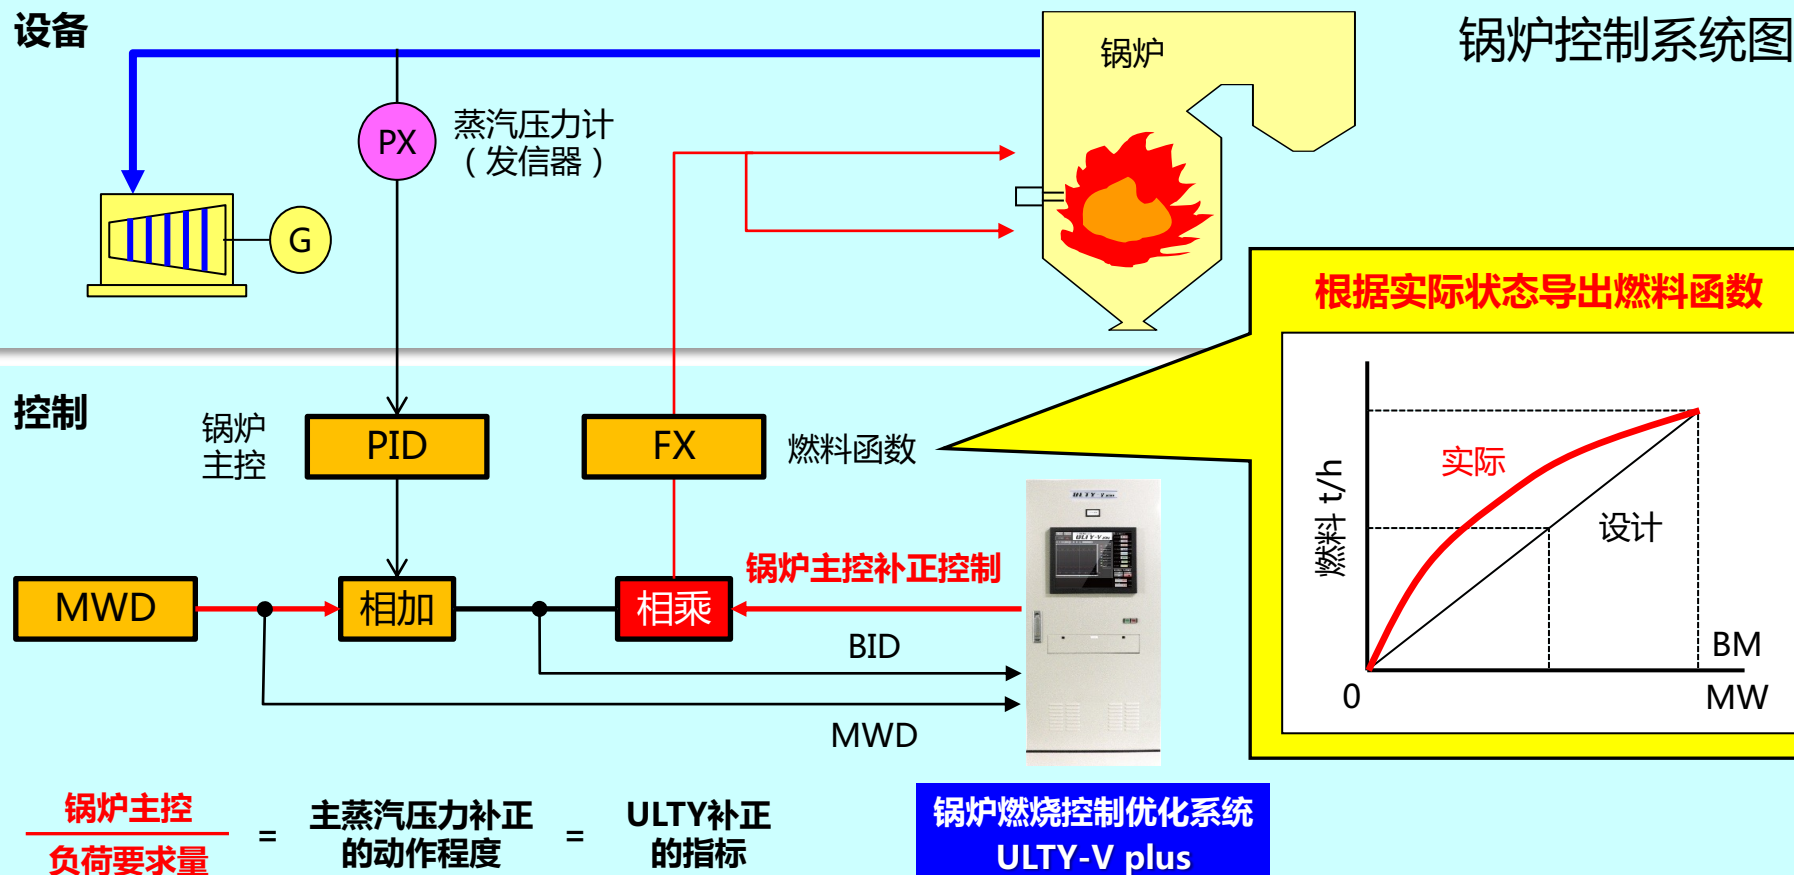 设备
锅炉控制系统图
锅炉
PX
蒸汽压力计
（发信器）
G
根据实际状态导出燃料函数
控制
锅炉
主控
PID
FX
燃料函数
实际
设计
燃料 t/h
BM
0
MW
锅炉主控补正控制
MWD
相加
相乘
BID
MWD
ULTY-V plus
锅炉主控
负荷要求量
=
主蒸汽压力补正
的动作程度
=
ULTY补正
的指标
锅炉燃烧控制优化系统
ULTY-V plus